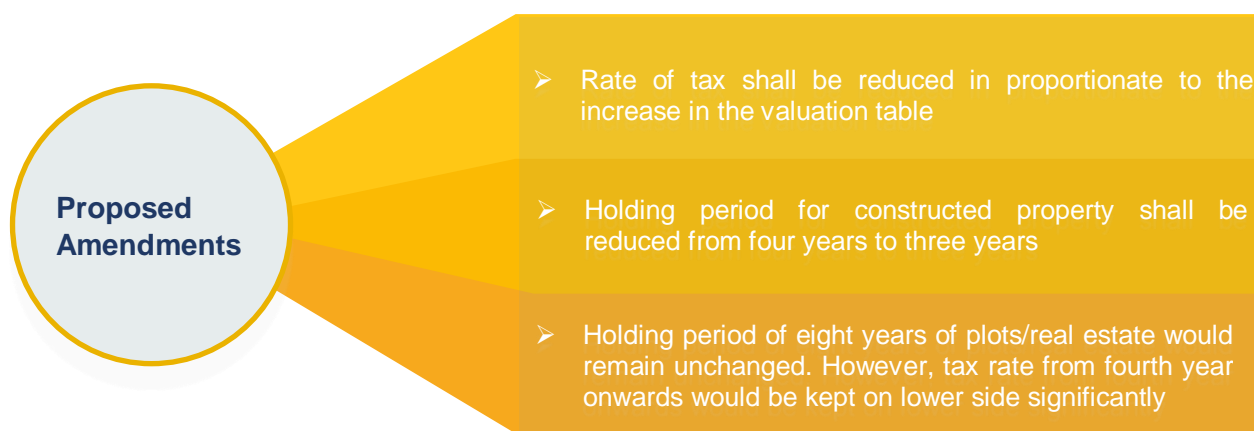 Proposed
Amendments
➢ Rate of tax shall be reduced in proportionate to the
increase in the valuation table
➢ Holding period for constructed property shall be
reduced from four years to three years
➢ Holding period of eight years of plots/real estate would
remain unchanged. However, tax rate from fourth year
onwards would be kept on lower side significantly